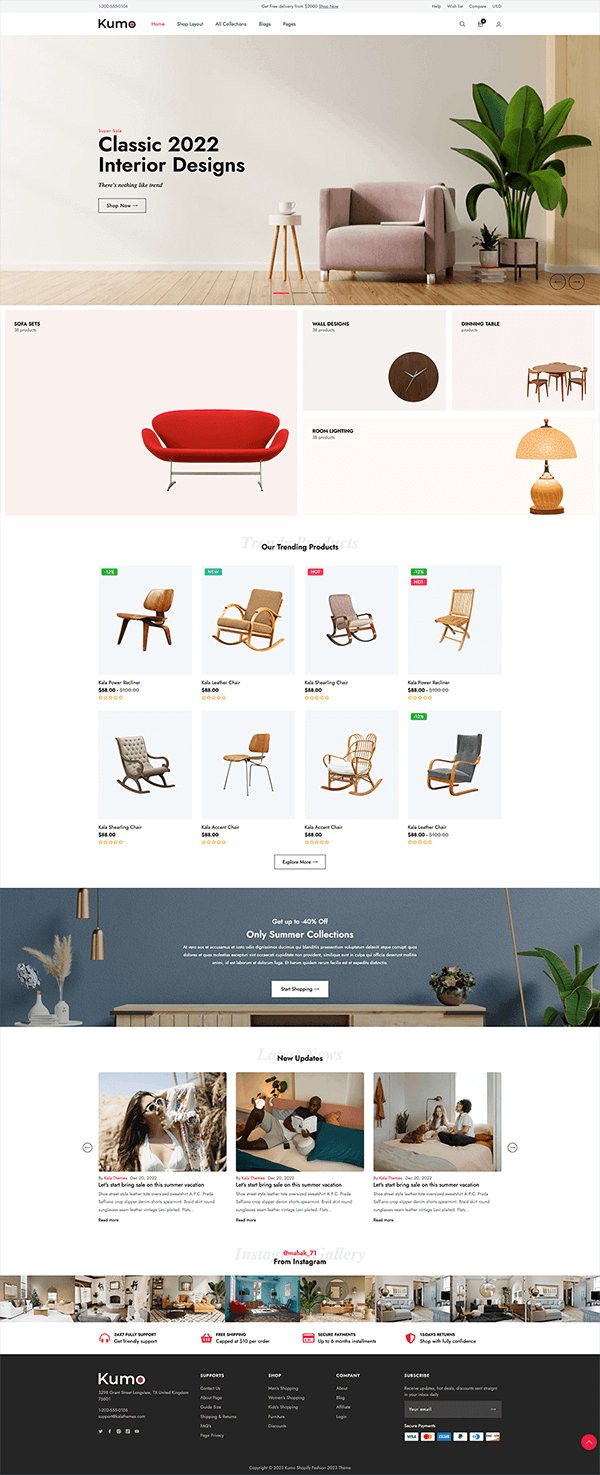 1-202-555-0106
Get Free delivery from $2000 Shop Now
Help Wish list Compare USD
Kumo
Home Shop Layout All Collections Blogs Pages
0
Super Sale
Classic 2022
Interior Designs
There's nothing like trend
Shop Now →
SOFA SETS
38 products
WALL DESIGNS
38 products
DINNING TABLE
products
ROOM LIGHTING
38 products
Trendy Products
Our Trending Products
-12%
NEW
HOT
-12%
HOT
Kala Power Recliner
$88.00 - $100.00
Kala Leather Chair
$88.00
Kala Shearling Chair
$88.00
Kala Power Recliner
$88.00 - $100.00
-12%
Kala Shearling Chair
$88.00
Kala Accent Chair
$88.00
Kala Accent Chair
$88.00
Kala Leather Chair
$88.00 - $100.00
Explore More →
Get up to -40% Off
Only Summer Collections
At vero eos et accusamus et iusto odio dignissimos ducimus qui blanditiis praesentium voluptatum deleniti atque corrupti quos
dolores et quas molestias excepturi sint occaecati cupiditate non provident, similique sunt in culpa qui officia deserunt mollitia
animi, id est laborum et dolorum fuga. Et harum quidem rerum facilis est et expedita distinctio.
Start Shopping →
Latest News
New Updates
By Kala Themes Dec 20, 2022
Let's start bring sale on this summer vacation
Shoe street style leather tote oversized sweatshirt A.P.C. Prada
Saffiano crop slipper denim shorts spearmint. Braid skirt round
sunglasses seam leather vintage Levi plaited. Flats...
Read more
By Kala Themes Dec 20, 2022
Let's start bring sale on this summer vacation
Shoe street style leather tote oversized sweatshirt A.P.C. Prada
Saffiano crop slipper denim shorts spearmint. Braid skirt round
sunglasses seam leather vintage Levi plaited. Flats...
Read more
By Kala Themes Dec 20, 2022
Let's start bring sale on this summer vacation
Shoe street style leather tote oversized sweatshirt A.P.C. Prada
Saffiano crop slipper denim shorts spearmint. Braid skirt round
sunglasses seam leather vintage Levi plaited. Flats...
Read more
Instagram Gallery
@mahak_71
From Instagram
24X7 FULLY SUPPORT
Get friendly support
FREE SHIPPING
Capped at $10 per order
SECURE PAYMENTS
Up to 6 months installments
15DAYS RETURNS
Shop with fully confidence
Kumo
3298 Grant Street Longview, TX United Kingdom
75601
1-202-555-0106
support@kalathemes.com
SUPPORTS
Contact Us
About Page
Guide Size
Shipping & Returns
FAQ's
Page Privacy
SHOP
Men's Shopping
Women's Shopping
Kid's Shopping
Furniture
Discounts
COMPANY
About
Blog
Affiliate
Login
SUBSCRIBE
Receive updates, hot deals, discounts sent straight
in your inbox daily
Your email →
Secure Payments
VISA
Copyright © 2023 Kumo Shopify Fashion 2023 Theme